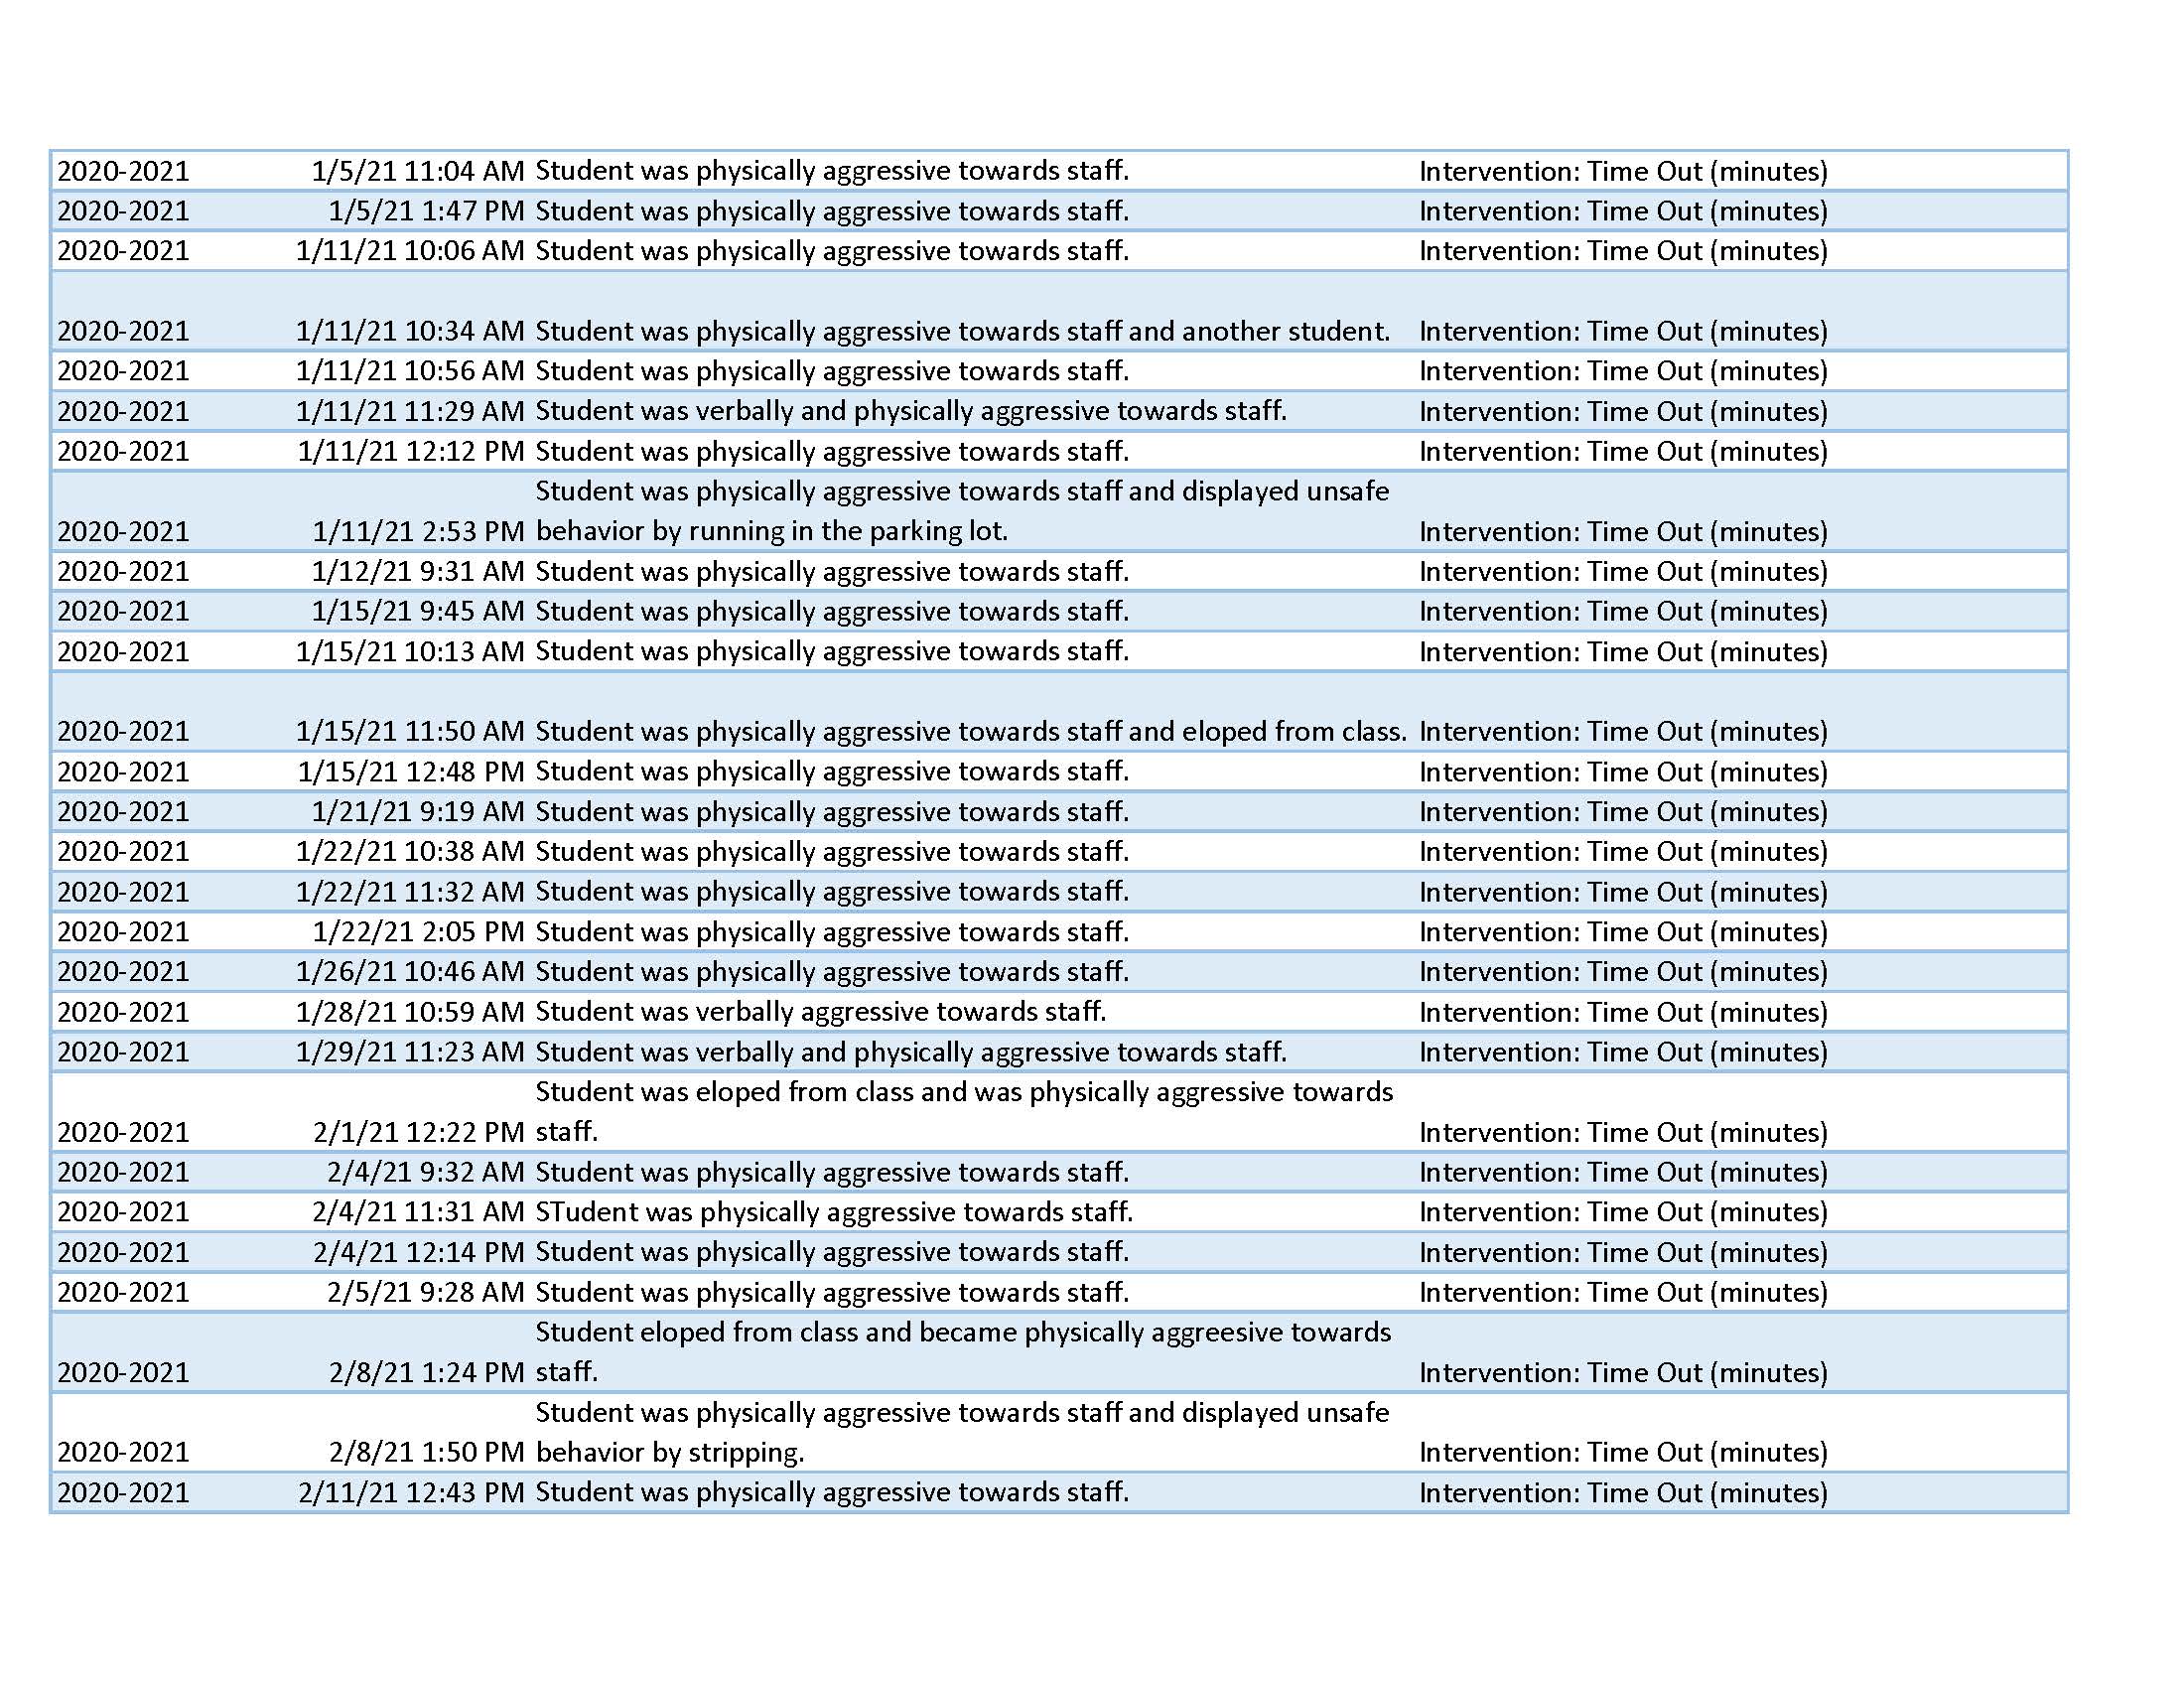 2020-2021 1/5/21 11:04 AM Student was physically aggressive towards staff. Intervention: Time Out (minutes)
2020-2021 1/5/21 1:47 PM Student was physically aggressive towards staff. Intervention: Time Out (minutes)
2020-2021 1/11/21 10:06 AM Student was physically aggressive towards staff. Intervention: Time Out (minutes)
2020-2021 1/11/21 10:34 AM Student was physically aggressive towards staff and another student. Intervention: Time Out (minutes)
2020-2021 1/11/21 10:56 AM Student was physically aggressive towards staff. Intervention: Time Out (minutes)
2020-2021 1/11/21 11:29 AM Student was verbally and physically aggressive towards staff. Intervention: Time Out (minutes)
2020-2021 1/11/21 12:12 PM Student was physically aggressive towards staff. Intervention: Time Out (minutes)
Student was physically aggressive towards staff and displayed unsafe
2020-2021 1/11/21 2:53 PM behavior by running in the parking lot. Intervention: Time Out (minutes)
2020-2021 1/12/21 9:31 AM Student was physically aggressive towards staff. Intervention: Time Out (minutes)
2020-2021 1/15/21 9:45 AM Student was physically aggressive towards staff. Intervention: Time Out (minutes)
2020-2021 1/15/21 10:13 AM Student was physically aggressive towards staff. Intervention: Time Out (minutes)
2020-2021 1/15/21 11:50 AM Student was physically aggressive towards staff and eloped from class. Intervention: Time Out (minutes)
2020-2021 1/15/21 12:48 PM Student was physically aggressive towards staff. Intervention: Time Out (minutes)
2020-2021 1/21/21 9:19 AM Student was physically aggressive towards staff. Intervention: Time Out (minutes)
2020-2021 1/22/21 10:38 AM Student was physically aggressive towards staff. Intervention: Time Out (minutes)
2020-2021 1/22/21 11:32 AM Student was physically aggressive towards staff. Intervention: Time Out (minutes)
2020-2021 1/22/21 2:05 PM Student was physically aggressive towards staff. Intervention: Time Out (minutes)
2020-2021 1/26/21 10:46 AM Student was physically aggressive towards staff. Intervention: Time Out (minutes)
2020-2021 1/28/21 10:59 AM Student was verbally aggressive towards staff. Intervention: Time Out (minutes)
2020-2021 1/29/21 11:23 AM Student was verbally and physically aggressive towards staff. Intervention: Time Out (minutes)
Student was eloped from class and was physically aggressive towards
2020-2021 2/1/21 12:22 PM staff. Intervention: Time Out (minutes)
2020-2021 2/4/21 9:32 AM Student was physically aggressive towards staff. Intervention: Time Out (minutes)
2020-2021 2/4/21 11:31 AM STudent was physically aggressive towards staff. Intervention: Time Out (minutes)
2020-2021 2/4/21 12:14 PM Student was physically aggressive towards staff. Intervention: Time Out (minutes)
2020-2021 2/5/21 9:28 AM Student was physically aggressive towards staff. Intervention: Time Out (minutes)
Student eloped from class and became physically aggreesive towards
2020-2021 2/8/21 1:24 PM staff. Intervention: Time Out (minutes)
Student was physically aggressive towards staff and displayed unsafe
2020-2021 2/8/21 1:50 PM behavior by stripping. Intervention: Time Out (minutes)
2020-2021 2/11/21 12:43 PM Student was physically aggressive towards staff. Intervention: Time Out (minutes)